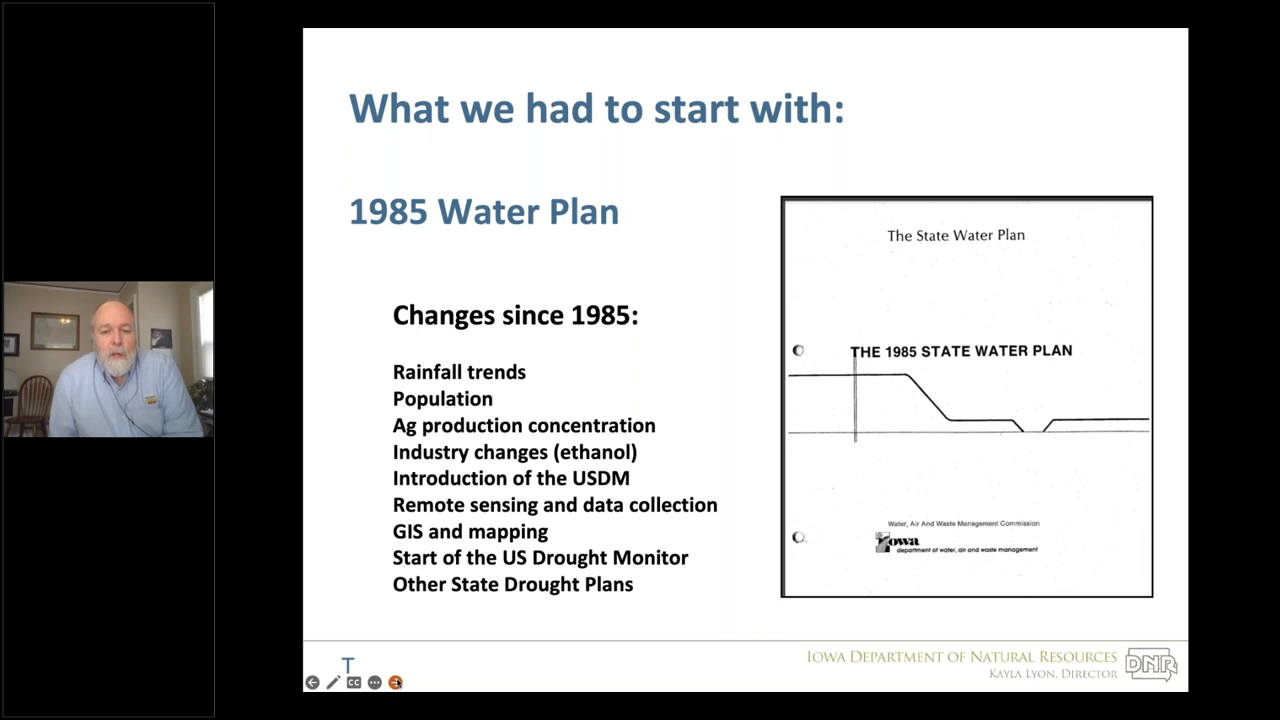 What we had to start with:
1985 Water Plan
Changes since 1985:
Rainfall trends
Population
Ag production concentration
Industry changes (ethanol)
Introduction of the USDM
Remote sensing and data collection
GIS and mapping
Start of the US Drought Monitor
Other State Drought Plans
The State Water Plan
THE 1985 STATE WATER PLAN
Water, Air And Waste Management Commission
Iowa
department of water, air and waste management
T
CC
IOWA DEPARTMENT OF NATURAL RESOURCES
KAYLA LYON, DIRECTOR
DNR